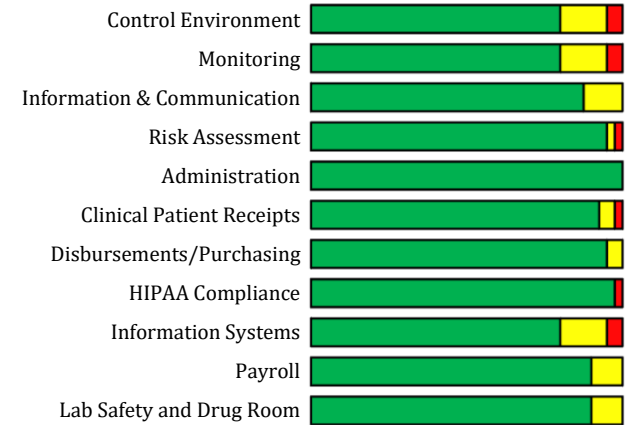 Control Environment
Monitoring
Information & Communication
Risk Assessment
Administration
Clinical Patient Receipts
Disbursements/Purchasing
HIPAA Compliance
Information Systems
Payroll
Lab Safety and Drug Room